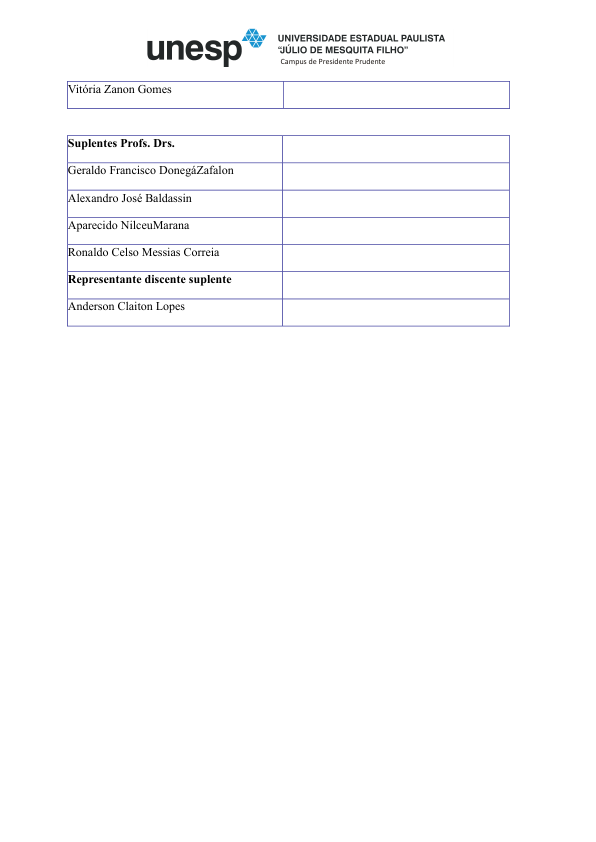 unesp
UNIVERSIDADE ESTADUAL PAULISTA
"JÚLIO DE MESQUITA FILHO"
Campus de Presidente Prudente
Vitória Zanon Gomes
Suplentes Profs. Drs.
Geraldo Francisco DonegáZafalon
Alexandro José Baldassin
Aparecido NilceuMarana
Ronaldo Celso Messias Correia
Representante discente suplente
Anderson Claiton Lopes